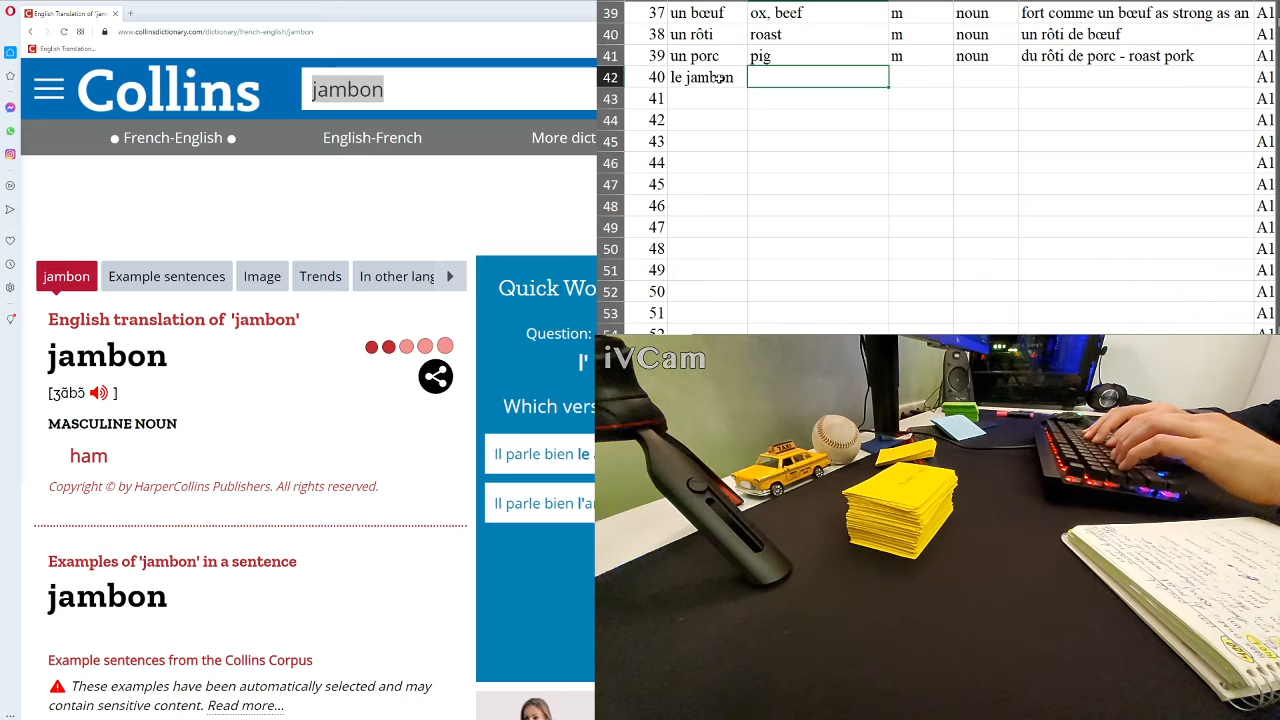 English Translation of "jambo
www.collinsdictionary.com/dictionary/french-english/jambon
English Translation...
Collins
jambon
French-English
English-French
More dict
jambon
Example sentences
Image
Trends
In other lang
English translation of 'jambon'
jambon
[ʒɑ̃bɔ̃ ]
MASCULINE NOUN
ham
Copyright © by HarperCollins Publishers. All rights reserved.
Examples of 'jambon' in a sentence
jambon
Example sentences from the Collins Corpus
These examples have been automatically selected and may
contain sensitive content. Read more...
Quick Wo
Question:
l'
Which vers
Il parle bien le
Il parle bien l'a
39 37 un bœuf ox, beef m noun fort comme un bœuf as strong as an A1
40 38 un rôti roast m noun un rôti de bœuf A1
41 39 un porc pig m noun du rôti de porc - roast pork A1
42 40 le jambon A1
43 41 A1
44 42 A1
45 43 A1
46 44 A1
47 45 A1
48 46 A1
49 47 A1
50 48 A1
51 49 A1
52 50 A1
53 51 A1
54 52
iVCam
TAXI